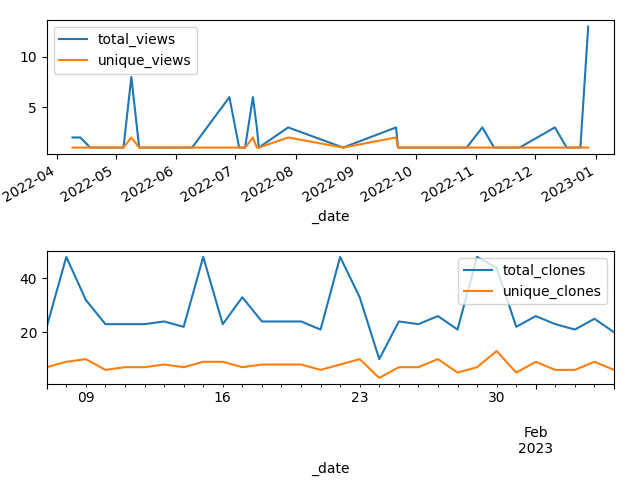 total_views
unique_views
10
5
2022-04
2022-05
2022-06
2022-07
2022-08
2022-09
2022-10
2022-11
2022-12
2023-01
_date
total_clones
unique_clones
40
20
09
16
23
30
Feb
2023
_date